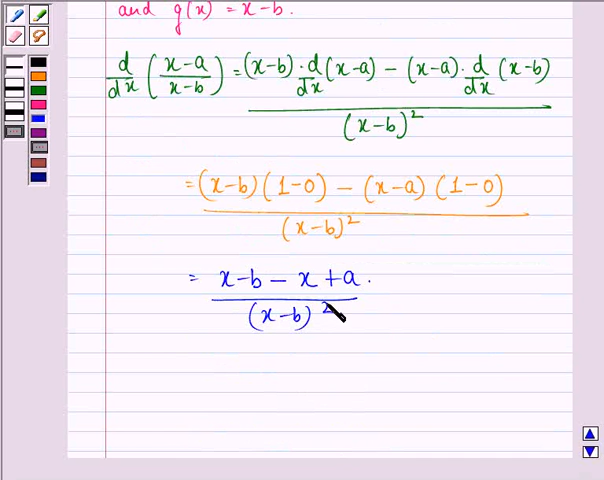 and g(x) = x-b.
d/dx (x-a/x-b) = (x-b) · d/dx (x-a) - (x-a) · d/dx (x-b)
(x-b)²
= (x-b) (1-0) - (x-a) (1-0)
(x-b)²
= x-b - x + a.
(x-b)²